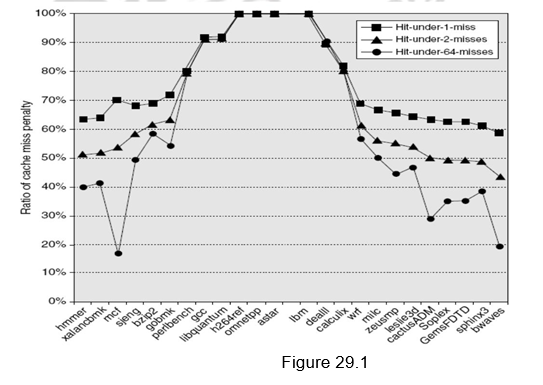 100%
90%
80%
70%
60%
50%
40%
30%
20%
10%
0%
Ratio of cache miss penalty
Hit-under-1-miss
Hit-under-2-misses
Hit-under-64-misses
hmmer
xalancbmk
mcf
sjeng
bzip2
gobmk
perlbench
gcc
libquantum
h264ref
omnetpp
astar
lbm
dealII
calculix
wrf
milc
zeusmp
leslie3d
cactusADM
Soplex
GemsFDTD
sphinx3
bwaves
Figure 29.1